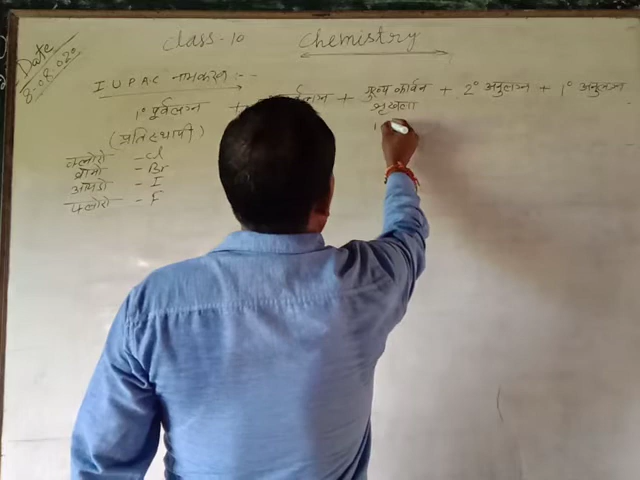 Date
8-08.020
Class-10 Chemistry
I U P A C नामकरण :--
1° पूर्वलग्न + + मुख्य कार्बन + 2° अनुलग्न + 1° अनुलग्न
(प्रतिस्थापी) शृंखला
क्लोरो - Cl
ब्रोमो - Br
आयडो - I
फ्लोरो - F